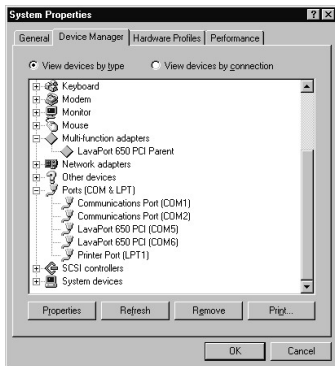 System Properties
General Device Manager Hardware Profiles Performance
View devices by type View devices by connection
Keyboard
Modem
Monitor
Mouse
Multi-function adapters
LavaPort 650 PCI Parent
Network adapters
Other devices
Ports (COM & LPT)
Communications Port (COM1)
Communications Port (COM2)
LavaPort 650 PCI (COM5)
LavaPort 650 PCI (COM6)
Printer Port (LPT1)
SCSI controllers
System devices
Properties Refresh Remove Print...
OK Cancel